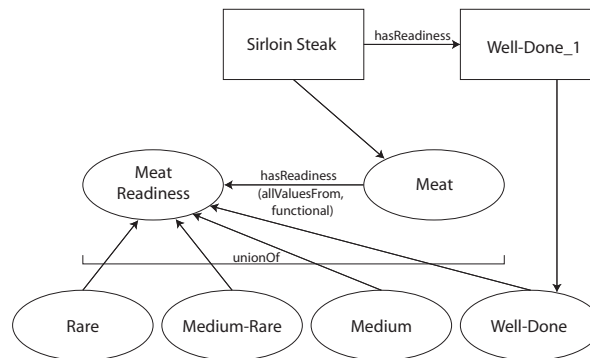 Sirloin Steak
hasReadiness
Well-Done_1
Meat
Readiness
hasReadiness
(allValuesFrom,
functional)
Meat
unionOf
Rare
Medium-Rare
Medium
Well-Done